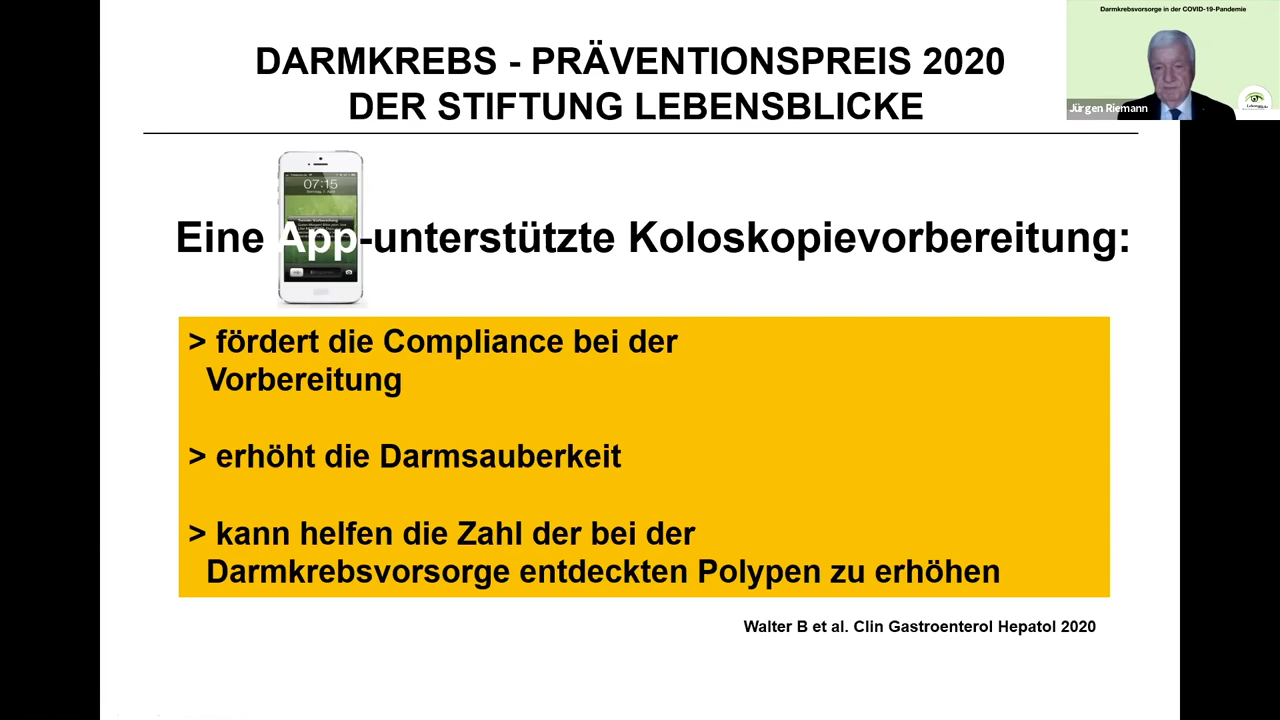 Darmkrebsvorsorge in der COVID-19-Pandemie
DARMKREBS - PRÄVENTIONSPREIS 2020
DER STIFTUNG LEBENSBLICKE
Jürgen Riemann
07:15
Eine App-unterstützte Koloskopievorbereitung:
> fördert die Compliance bei der
Vorbereitung
> erhöht die Darmsauberkeit
> kann helfen die Zahl der bei der
Darmkrebsvorsorge entdeckten Polypen zu erhöhen
Walter B et al. Clin Gastroenterol Hepatol 2020